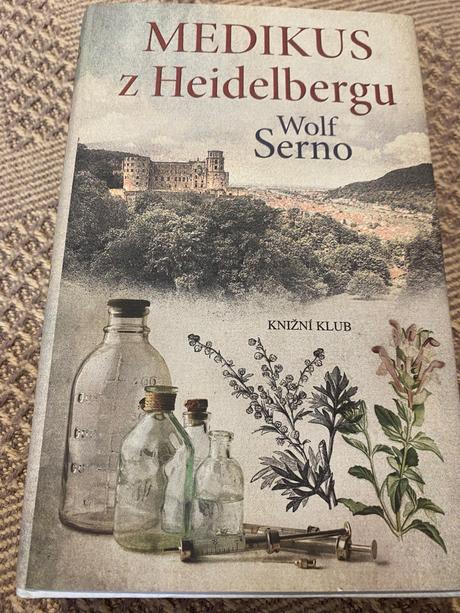 MEDIKUS
z Heidelbergu
Wolf
Serno
KNIŽNÍ KLUB